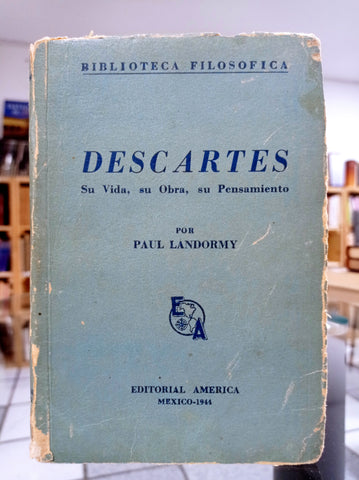 BIBLIOTECA FILOSOFICA
DESCARTES
Su Vida, su Obra, su Pensamiento
POR
PAUL LANDORMY
E
A
EDITORIAL AMERICA
MEXICO-1944